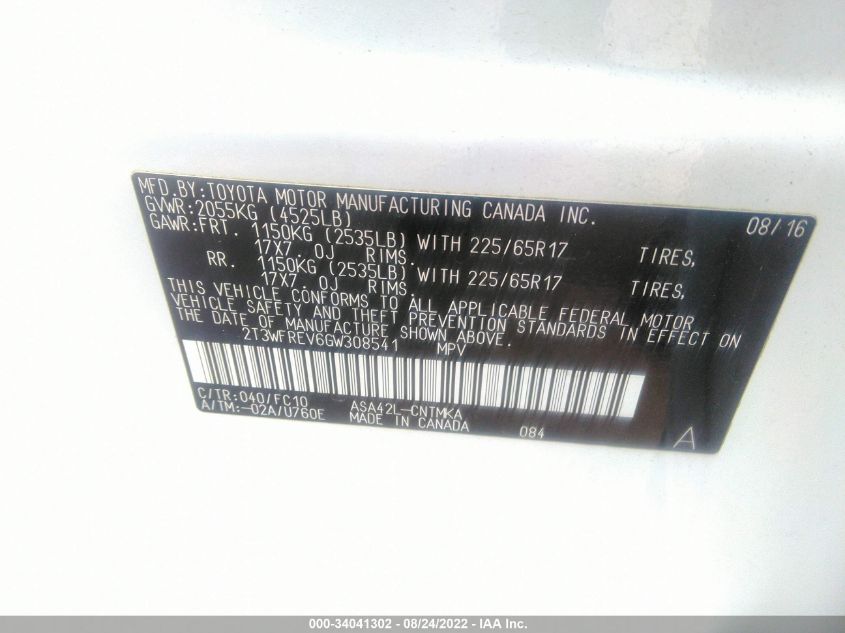 MFD.BY:TOYOTA MOTOR MANUFACTURING CANADA INC. 08/16
GVWR:2055KG (4525LB)
GAWR:FRT. 1150KG (2535LB) WITH 225/65R17 TIRES,
17X7. 0J RIMS.
RR. 1150KG (2535LB) WITH 225/65R17 TIRES,
17X7. 0J RIMS.
THIS VEHICLE CONFORMS TO ALL APPLICABLE FEDERAL MOTOR
VEHICLE SAFETY AND THEFT PREVENTION STANDARDS IN EFFECT ON
THE DATE OF MANUFACTURE SHOWN ABOVE.
2T3WFREV6GW308541 MPV
C/TR:040/FC10 ASA42L-CNTMKA
A/TM:-02A/U760E MADE IN CANADA 084 A
000-34041302 - 08/24/2022 - IAA Inc.